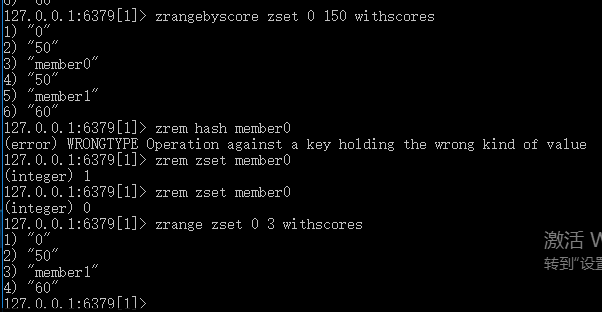 127.0.0.1:6379[1]> zrangebyscore zset 0 150 withscores
1) "0"
2) "50"
3) "member0"
4) "50"
5) "member1"
6) "60"
127.0.0.1:6379[1]> zrem hash member0
(error) WRONGTYPE Operation against a key holding the wrong kind of value
127.0.0.1:6379[1]> zrem zset member0
(integer) 1
127.0.0.1:6379[1]> zrem zset member0
(integer) 0
127.0.0.1:6379[1]> zrange zset 0 3 withscores
1) "0"
2) "50"
3) "member1"
4) "60"
127.0.0.1:6379[1]>
激活 W
转到"设置